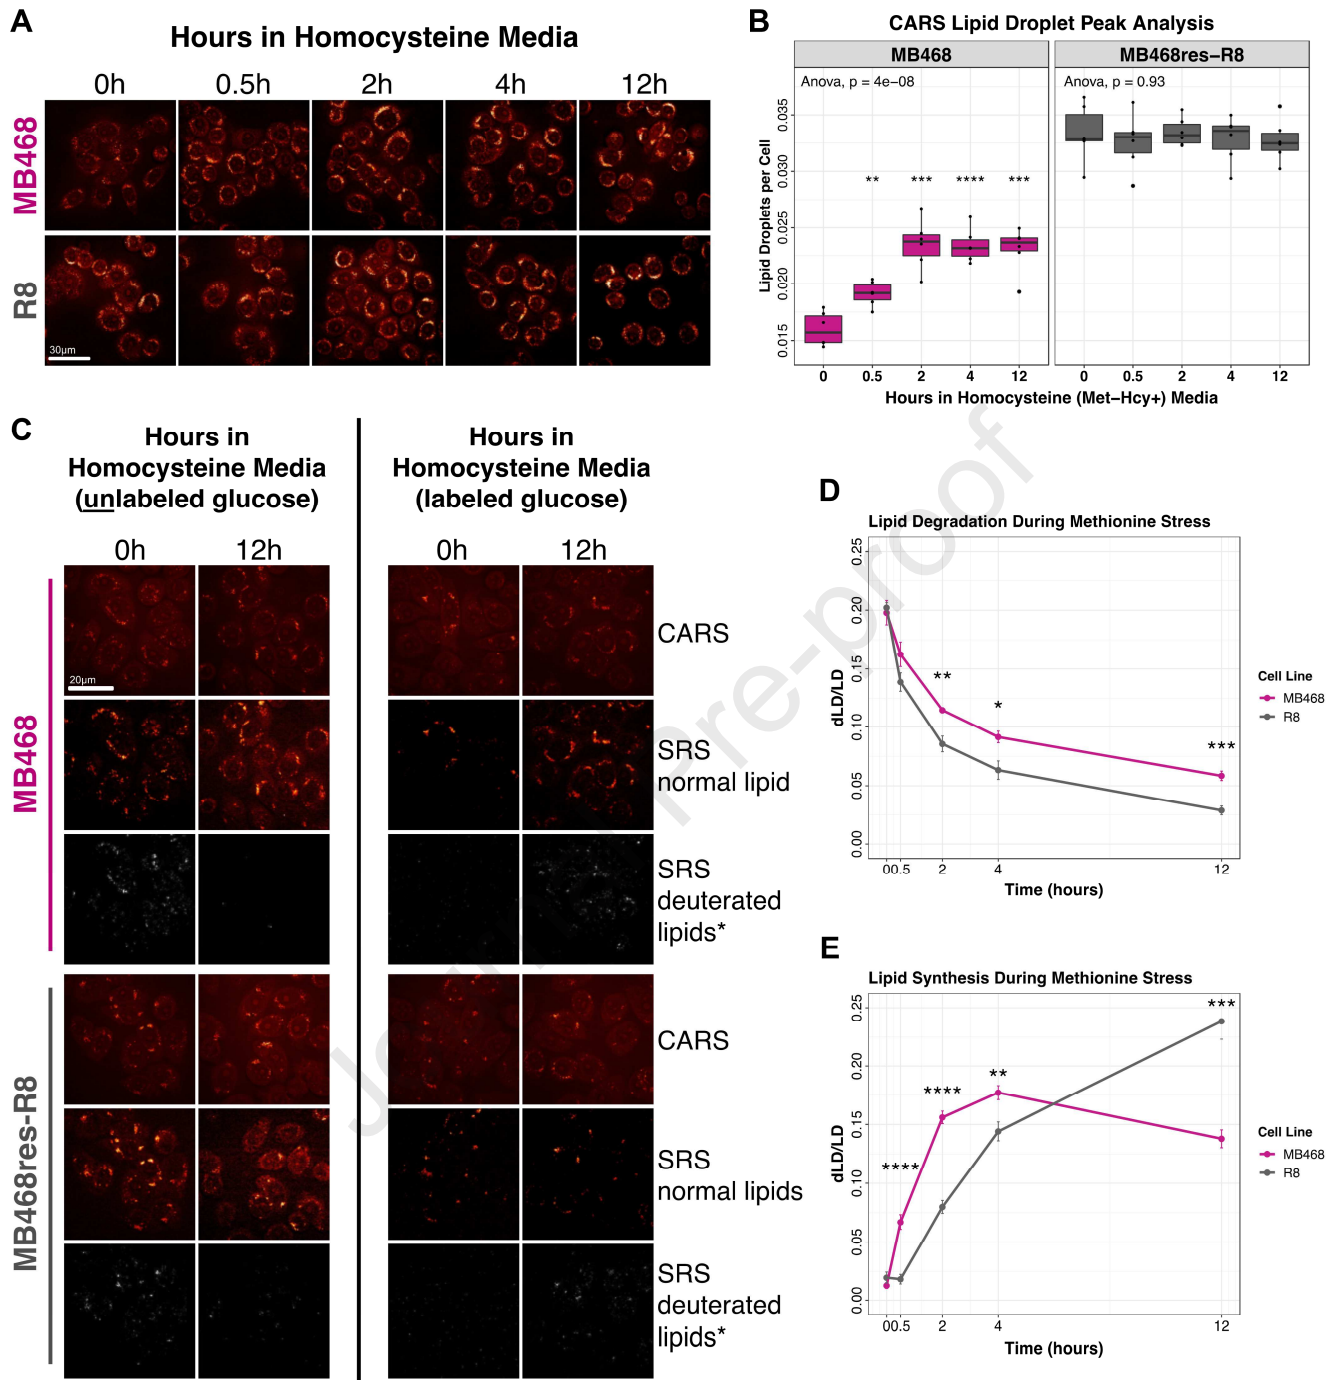 A
Hours in Homocysteine Media
0h 0.5h 2h 4h 12h
MB468
R8
30µm
B
CARS Lipid Droplet Peak Analysis
MB468 MB468res-R8
Anova, p = 4e-08
Anova, p = 0.93
** *** **** ***
Lipid Droplets per Cell
0.035
0.030
0.025
0.020
0.015
0 0.5 2 4 12 0 0.5 2 4 12
Hours in Homocysteine (Met-Hcy+) Media
C
Hours in
Homocysteine Media
(unlabeled glucose)
0h 12h
Hours in
Homocysteine Media
(labeled glucose)
0h 12h
MB468
20µm
CARS
SRS
normal lipid
SRS
deuterated
lipids*
MB468res-R8
CARS
SRS
normal lipids
SRS
deuterated
lipids*
D
Lipid Degradation During Methionine Stress
dLD/LD
0.25
0.20
0.15
0.10
0.05
0.00
** * ***
00.5 2 4 12
Time (hours)
Cell Line
MB468
R8
E
Lipid Synthesis During Methionine Stress
dLD/LD
0.25
0.20
0.15
0.10
0.05
0.00
**** **** ** ***
00.5 2 4 12
Time (hours)
Cell Line
MB468
R8
Journal Pre-proof